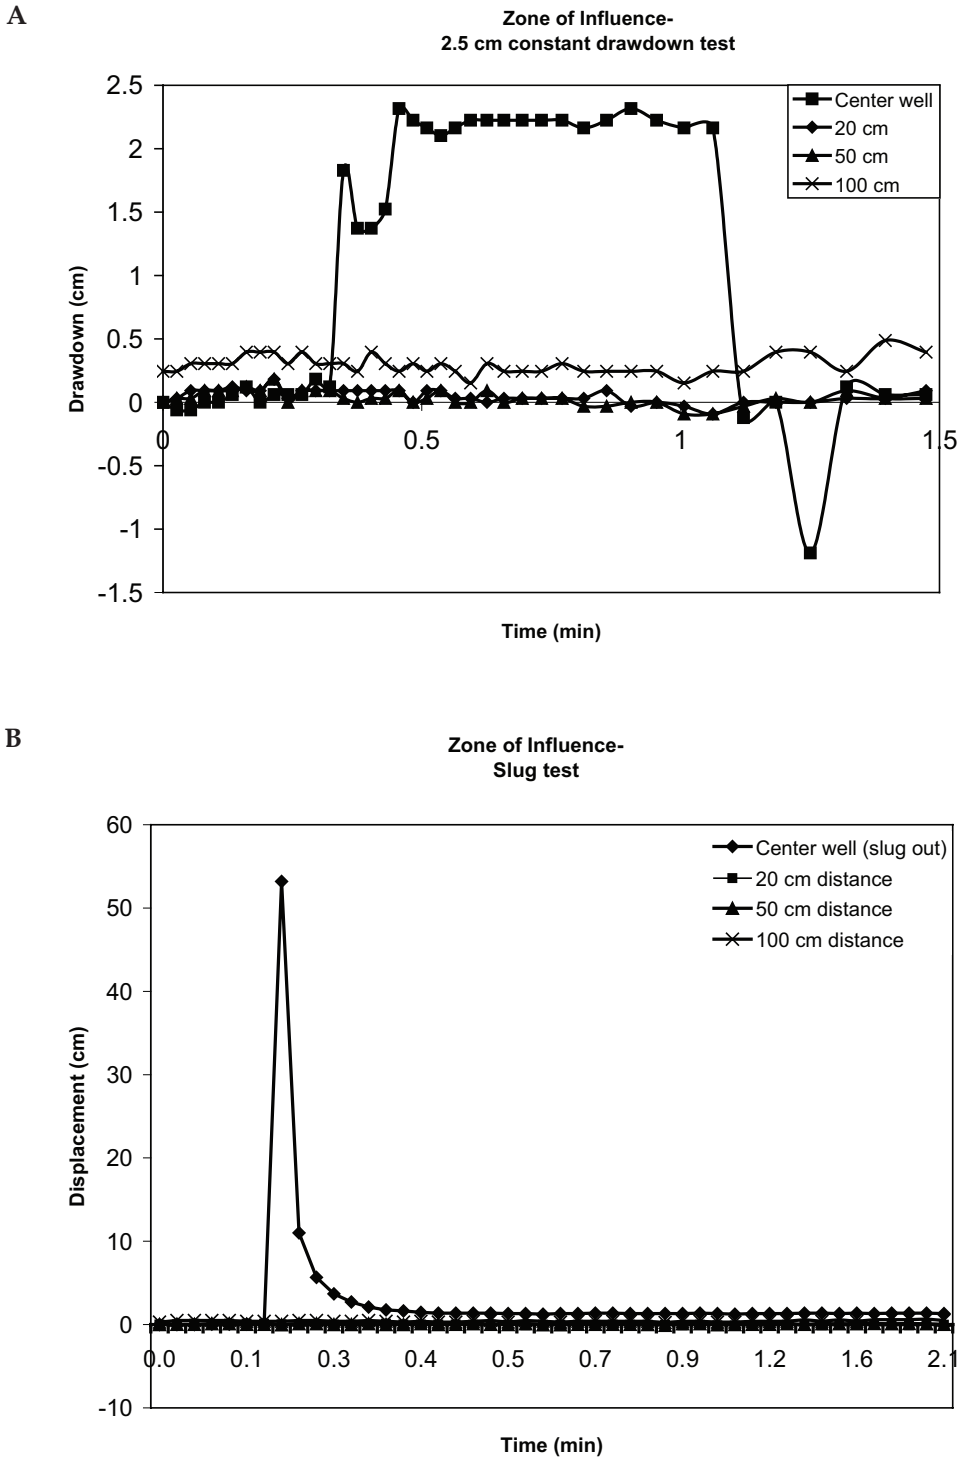 A
Zone of Influence-
2.5 cm constant drawdown test
2.5
2
1.5
1
0.5
0
-0.5
-1
-1.5
Drawdown (cm)
Center well
20 cm
50 cm
100 cm
0
0.5
1
1.5
Time (min)
B
Zone of Influence-
Slug test
60
50
40
30
20
10
0
-10
Displacement (cm)
Center well (slug out)
20 cm distance
50 cm distance
100 cm distance
0.0
0.1
0.3
0.4
0.5
0.7
0.9
1.2
1.6
2.1
Time (min)